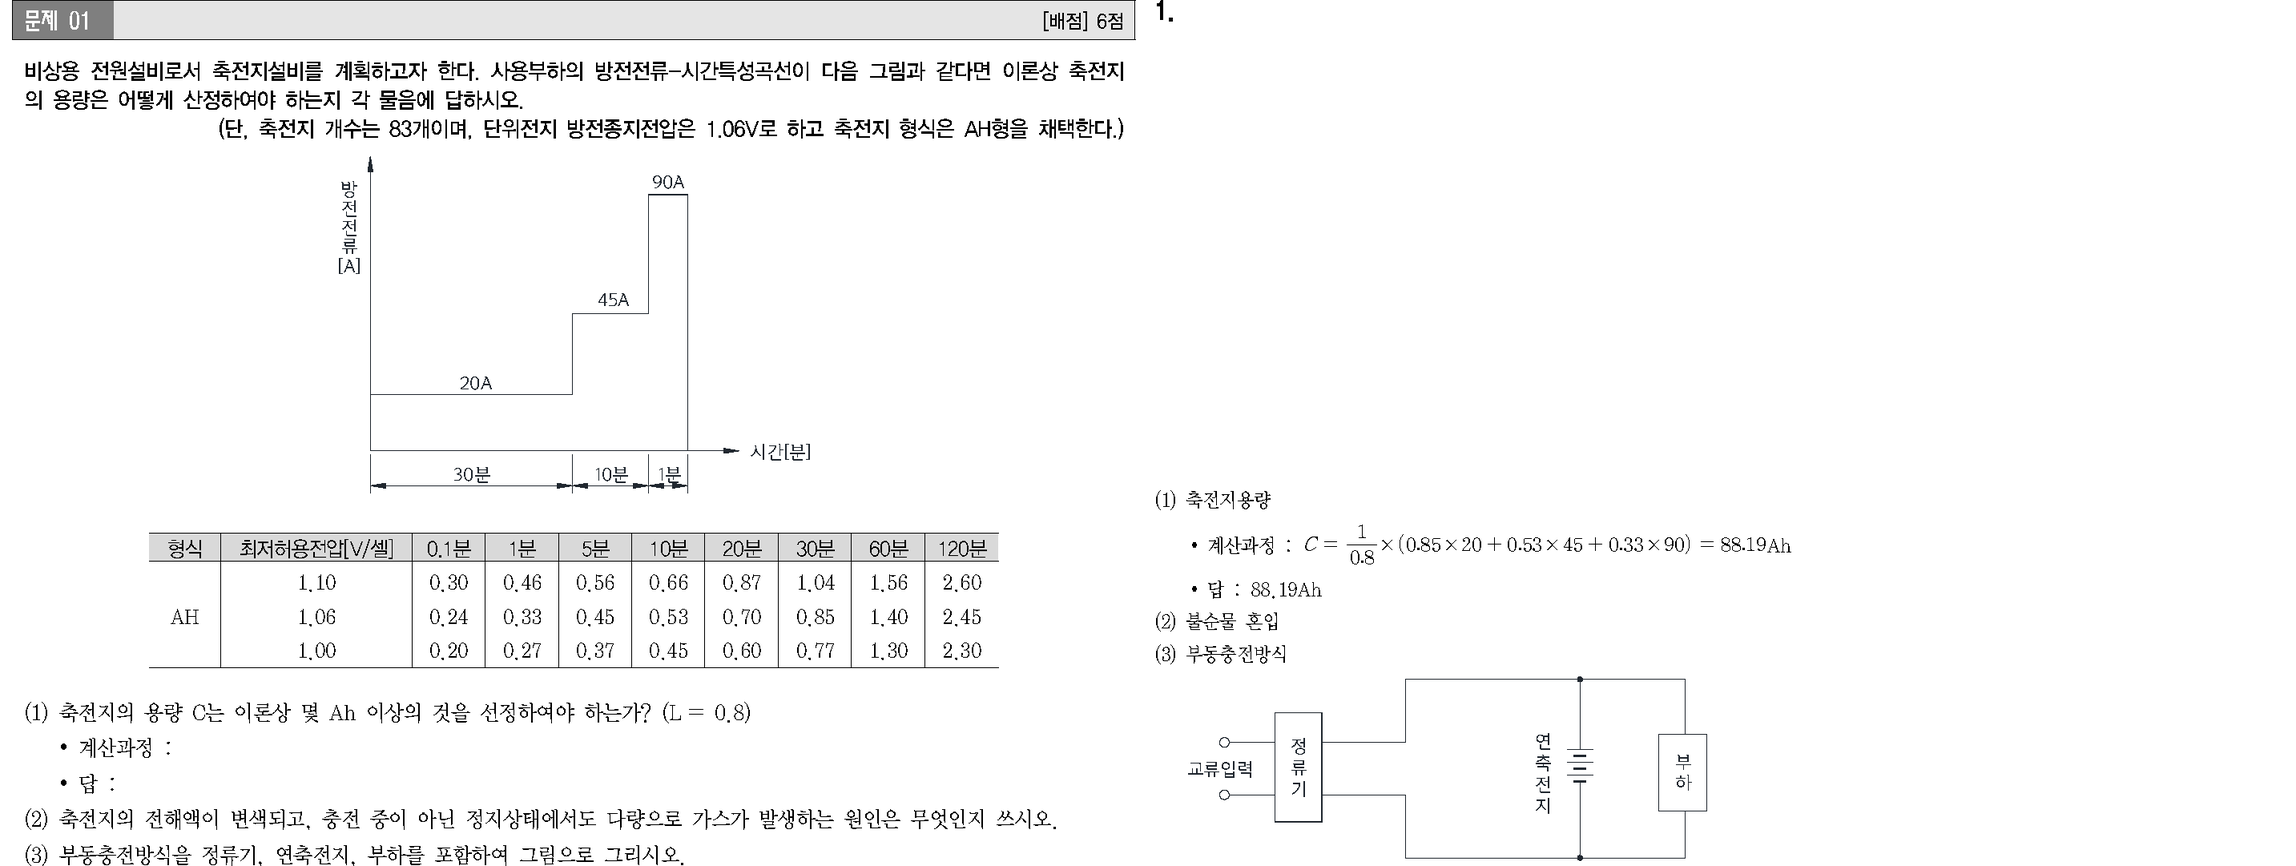 문제 01 [배점] 6점
비상용 전원설비로서 축전지설비를 계획하고자 한다. 사용부하의 방전전류-시간특성곡선이 다음 그림과 같다면 이론상 축전지
의 용량은 어떻게 산정하여야 하는지 각 물음에 답하시오.
(단, 축전지 개수는 83개이며, 단위전지 방전종지전압은 1.06V로 하고 축전지 형식은 AH형을 채택한다.)
방전전류[A]
90A
45A
20A
시간[분]
30분 10분 1분
형식 최저허용전압[V/셀] 0.1분 1분 5분 10분 20분 30분 60분 120분
1.10 0.30 0.46 0.56 0.66 0.87 1.04 1.56 2.60
AH 1.06 0.24 0.33 0.45 0.53 0.70 0.85 1.40 2.45
1.00 0.20 0.27 0.37 0.45 0.60 0.77 1.30 2.30
(1) 축전지의 용량 C는 이론상 몇 Ah 이상의 것을 선정하여야 하는가? (L = 0.8)
• 계산과정 :
• 답 :
(2) 축전지의 전해액이 변색되고, 충전 중이 아닌 정지상태에서도 다량으로 가스가 발생하는 원인은 무엇인지 쓰시오.
(3) 부동충전방식을 정류기, 연축전지, 부하를 포함하여 그림으로 그리시오.
1.
(1) 축전지용량
• 계산과정 : C = 1/0.8 × (0.85×20 + 0.53×45 + 0.33×90) = 88.19Ah
• 답 : 88.19Ah
(2) 불순물 혼입
(3) 부동충전방식
교류입력
정류기
연축전지
부하